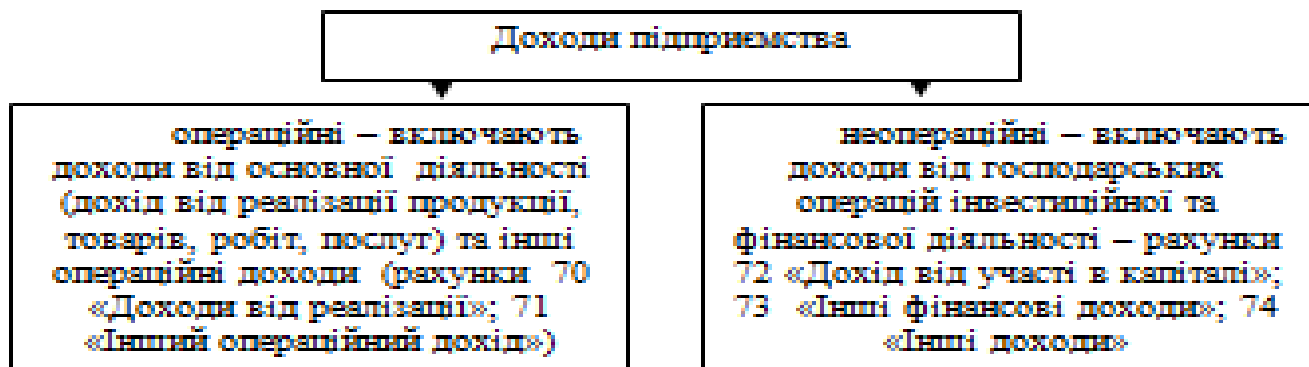 Доходи підприємства
операційні – включають
доходи від основної діяльності
(дохід від реалізації продукції,
товарів, робіт, послуг) та інші
операційні доходи (рахунки 70
«Доходи від реалізації»; 71
«Інший операційний дохід»)
неопераційні – включають
доходи від господарських
операцій інвестиційної та
фінансової діяльності – рахунки
72 «Дохід від участі в капіталі»;
73 «Інші фінансові доходи»; 74
«Інші доходи»